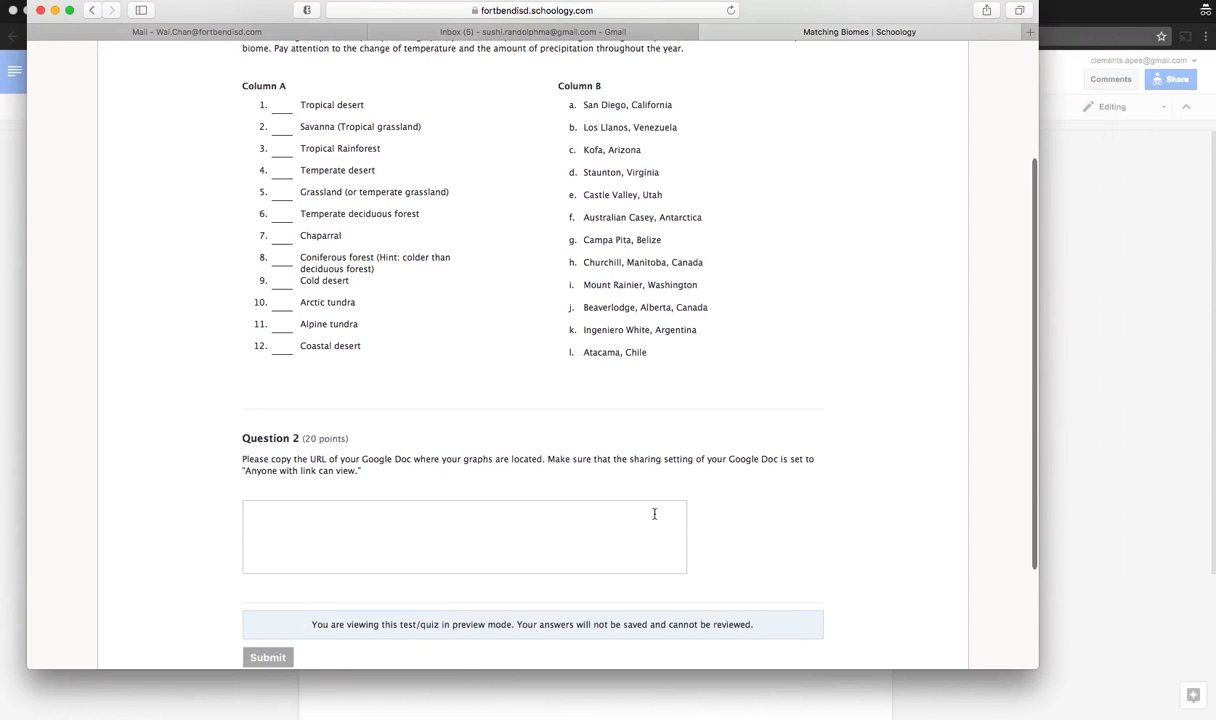 fortbendisd.schoology.com
Mail - Wai.Chan@fortbendisd.com
Inbox (5) - sushi.randolphma@gmail.com - Gmail
Matching Biomes | Schoology
clements.apee@gmail.com
Comments
Share
Editing
biome. Pay attention to the change of temperature and the amount of precipitation throughout the year.
Column A
Column B
1. ____ Tropical desert
a. San Diego, California
2. ____ Savanna (Tropical grassland)
b. Los Llanos, Venezuela
3. ____ Tropical Rainforest
c. Kofa, Arizona
4. ____ Temperate desert
d. Staunton, Virginia
5. ____ Grassland (or temperate grassland)
e. Castle Valley, Utah
6. ____ Temperate deciduous forest
f. Australian Casey, Antarctica
7. ____ Chaparral
g. Campa Pita, Belize
8. ____ Coniferous forest (Hint: colder than
deciduous forest)
h. Churchill, Manitoba, Canada
9. ____ Cold desert
i. Mount Rainier, Washington
10. ____ Arctic tundra
j. Beaverlodge, Alberta, Canada
11. ____ Alpine tundra
k. Ingeniero White, Argentina
12. ____ Coastal desert
l. Atacama, Chile
Question 2 (20 points)
Please copy the URL of your Google Doc where your graphs are located. Make sure that the sharing setting of your Google Doc is set to
"Anyone with link can view."
You are viewing this test/quiz in preview mode. Your answers will not be saved and cannot be reviewed.
Submit